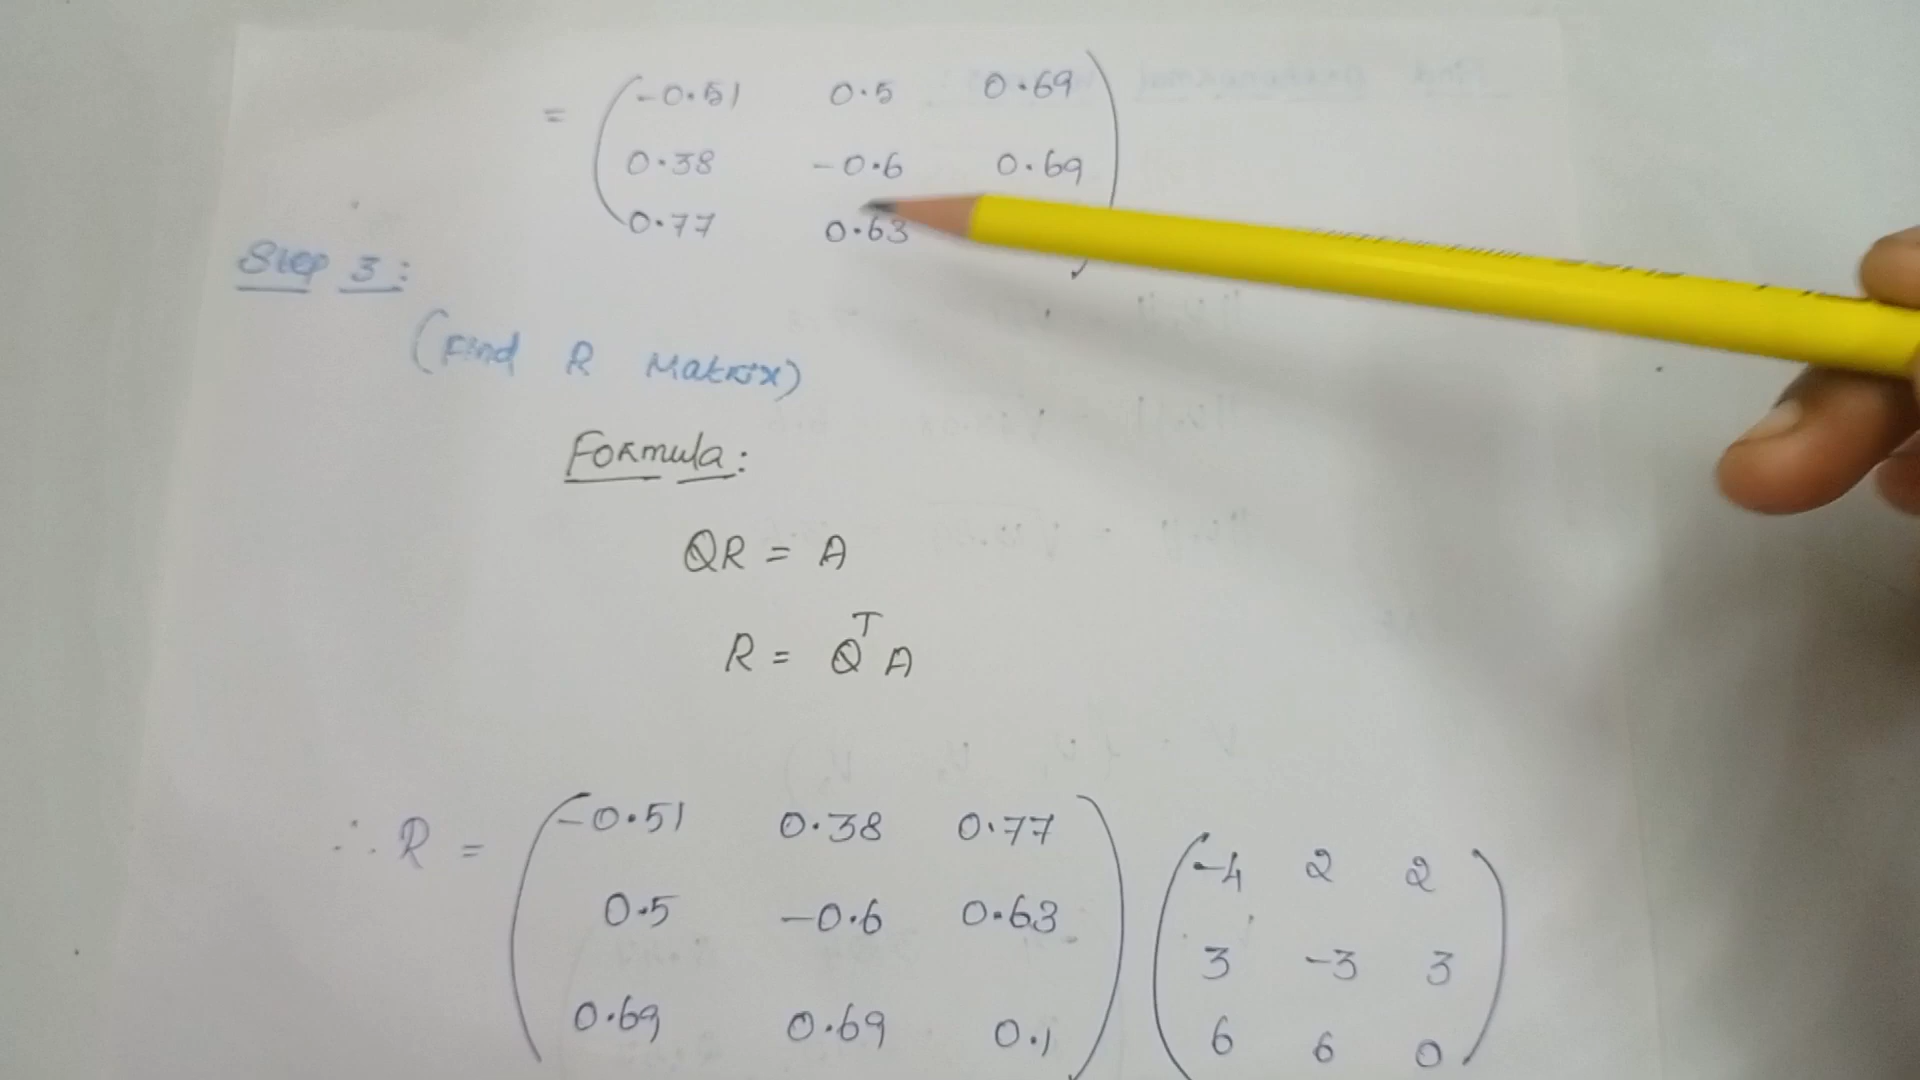 = -0.51 0.5 0.69
0.38 -0.6 0.69
0.77 0.63
Step 3:
(Find R Matrix)
Formula:
QR = A
R = Q^T A
∴ R = -0.51 0.38 0.77 -4 2 2
0.5 -0.6 0.63 3 -3 3
0.69 0.69 0.1 6 6 0